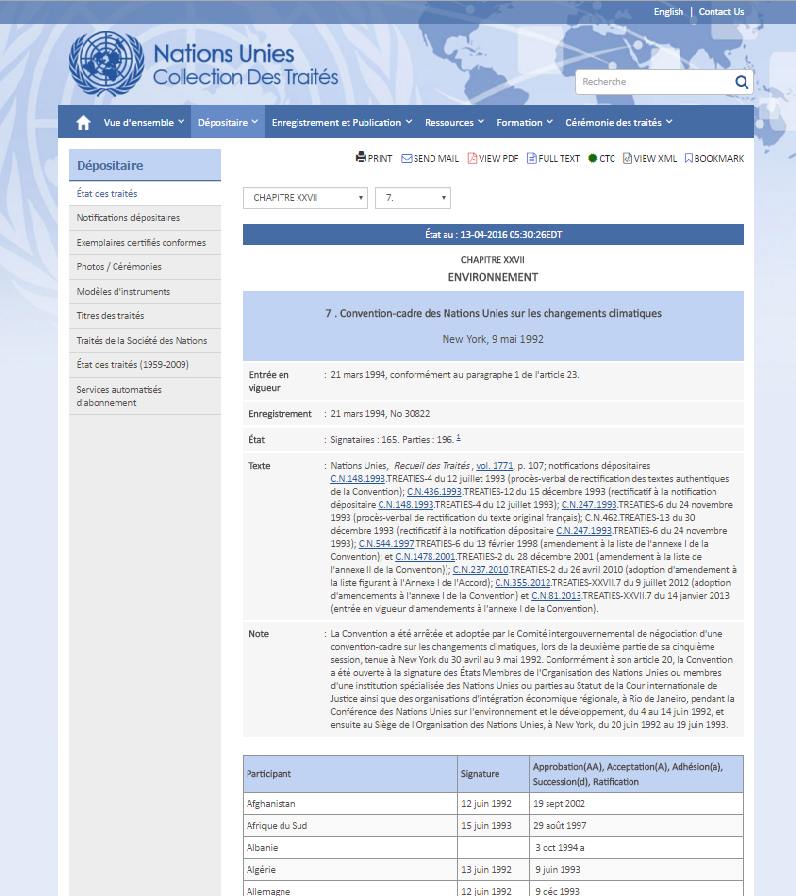 English | Contact Us
Nations Unies
Collection Des Traités
Recherche
Vue d'ensemble Dépositaire Enregistrement et Publication Ressources Formation Cérémonie des traités
Dépositaire
État des traités
Notifications dépositaires
Exemplaires certifiés conformes
Photos / Cérémonies
Modèles d'instruments
Titres des traités
Traités de la Société des Nations
État des traités (1959-2009)
Services automatisés
d'abonnement
PRINT SEND MAIL VIEW PDF FULL TEXT CTC VIEW XML BOOKMARK
CHAPITRE XXVII 7.
État au : 13-04-2016 05:30:26EDT
CHAPITRE XXVII
ENVIRONNEMENT
7 . Convention-cadre des Nations Unies sur les changements climatiques
New York, 9 mai 1992
Entrée en : 21 mars 1994, conformément au paragraphe 1 de l'article 23.
vigueur
Enregistrement : 21 mars 1994, No 30822
État : Signataires : 165. Parties : 196. 1
Texte : Nations Unies, Recueil des Traités , vol. 1771, p. 107; notifications dépositaires
C.N.148.1993.TREATIES-4 du 12 juillet 1993 (procès-verbal de rectification des textes authentiques
de la Convention); C.N.436.1993.TREATIES-12 du 15 décembre 1993 (rectificatif à la notification
dépositaire C.N.148.1993.TREATIES-4 du 12 juillet 1993); C.N.247.1993.TREATIES-6 du 24 novembre
1993 (procès-verbal de rectification du texte original français); C.N.462.TREATIES-13 du 30
décembre 1993 (rectificatif à la notification dépositaire C.N.247.1993.TREATIES-6 du 24 novembre
1993); C.N.544.1997.TREATIES-6 du 13 février 1998 (amendement à la liste de l'annexe I de la
Convention), et C.N.1478.2001.TREATIES-2 du 28 décembre 2001 (amendement à la liste de
l'annexe II de la Convention); C.N.237.2010.TREATIES-2 du 26 avril 2010 (adoption d'amendement à
la liste figurant à l'Annexe I de l'Accord); C.N.355.2012.TREATIES-XXVII.7 du 9 juillet 2012 (adoption
d'amendements à l'annexe I de la Convention) et C.N.81.2013.TREATIES-XXVII.7 du 14 janvier 2013
(entrée en vigueur d'amendements à l'annexe I de la Convention).
Note : La Convention a été arrêtée et adoptée par le Comité intergouvernemental de négociation d'une
convention-cadre sur les changements climatiques, lors de la deuxième partie de sa cinquième
session, tenue à New York du 30 avril au 9 mai 1992. Conformément à son article 20, la Convention
a été ouverte à la signature des États Membres de l'Organisation des Nations Unies ou membres
d'une institution spécialisée des Nations Unies ou parties au Statut de la Cour internationale de
Justice ainsi que des organisations d'intégration économique régionale, à Rio de Janeiro, pendant la
Conférence des Nations Unies sur l'environnement et le développement, du 4 au 14 juin 1992, et
ensuite au Siège de l'Organisation des Nations Unies, à New York, du 20 juin 1992 au 19 juin 1993.
Participant Signature Approbation(AA), Acceptation(A), Adhésion(a),
Succession(d), Ratification
Afghanistan 12 juin 1992 19 sept 2002
Afrique du Sud 15 juin 1993 29 août 1997
Albanie 3 oct 1994 a
Algérie 13 juin 1992 9 juin 1993
Allemagne 12 juin 1992 9 déc 1993